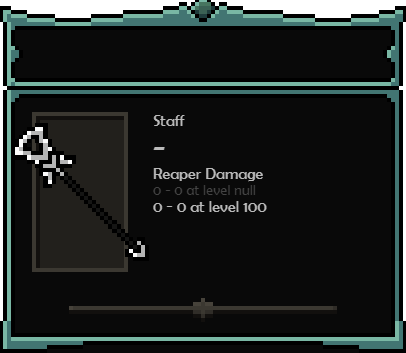 Staff
–
Reaper Damage
0 - 0 at level null
0 - 0 at level 100